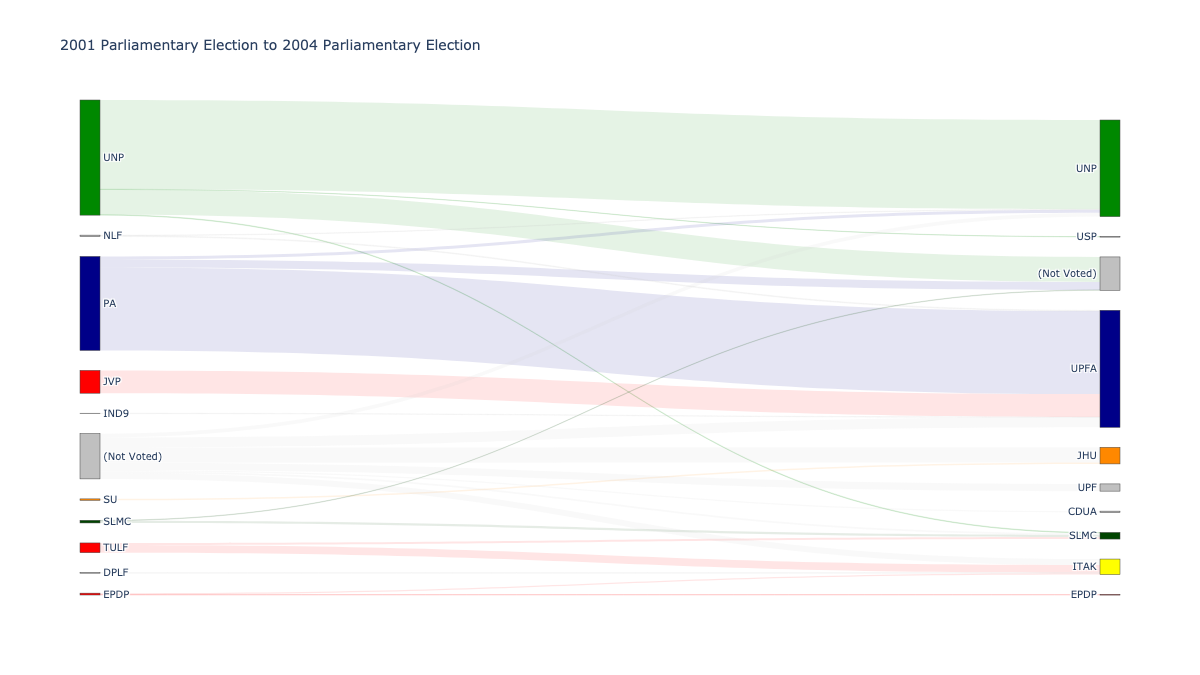 2001 Parliamentary Election to 2004 Parliamentary Election
UNP
NLF
PA
JVP
IND9
(Not Voted)
SU
SLMC
TULF
DPLF
EPDP
UNP
USP
(Not Voted)
UPFA
JHU
UPF
CDUA
SLMC
ITAK
EPDP